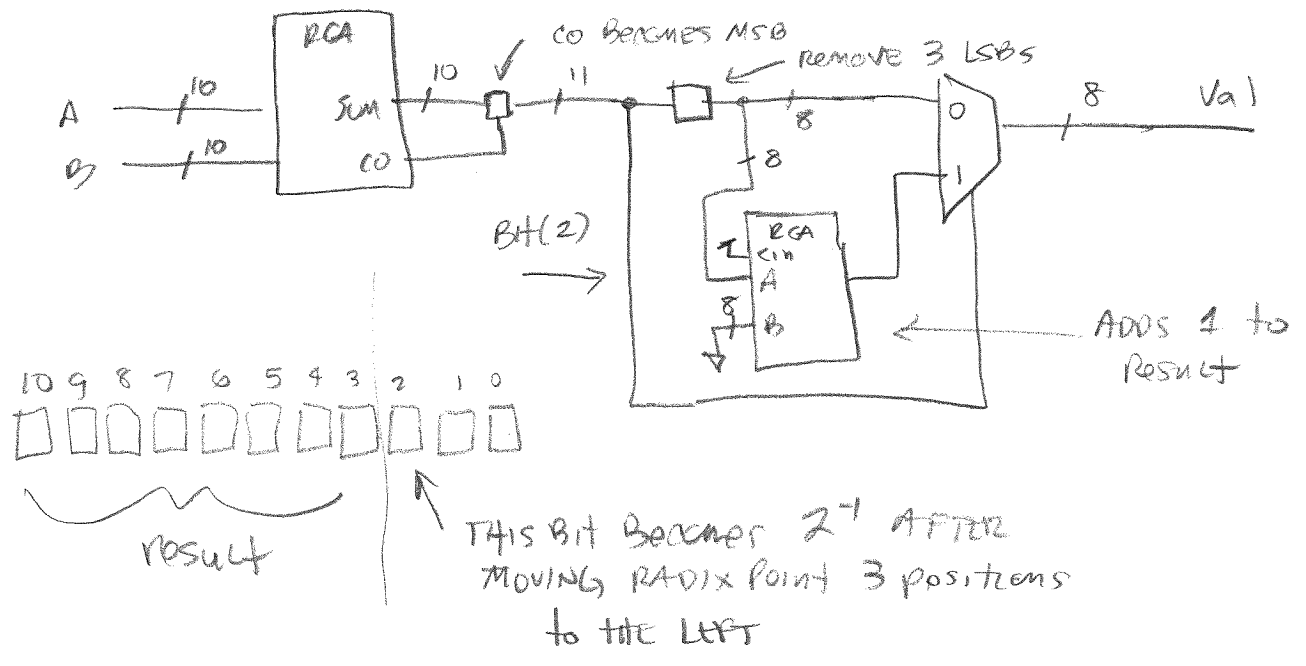 RCA
CO BECOMES MSB
REMOVE 3 LSBs
10
10
11
8
A
SUM
8
0
Val
10
B
CO
8
1
Bit(2)
RCA
1
Cin
A
8
B
ADDS 1 to
Result
10 9 8 7 6 5 4 3 2 1 0
result
THIS Bit Becomes 2^-1 AFTER
MOVING RADIX Point 3 positions
to THE LEFT